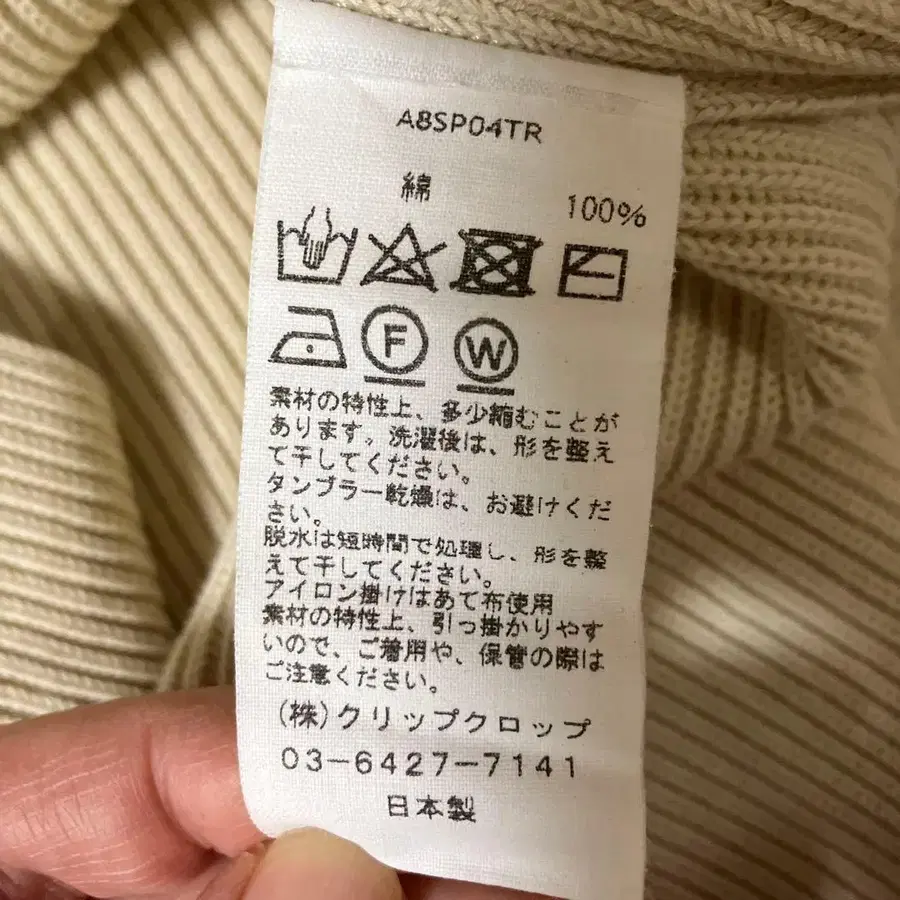 A8SP04TR
綿 100%
F W
素材の特性上、多少縮むことが
あります。洗濯後は、形を整え
て干してください。
タンブラー乾燥は、お避けくだ
さい。
脱水は短時間で処理し、形を整
えて干してください。
アイロン掛けはあて布使用
素材の特性上、引っ掛かりやす
いので、ご着用や、保管の際は
ご注意ください。
(株)クリップクロップ
03-6427-7141
日本製